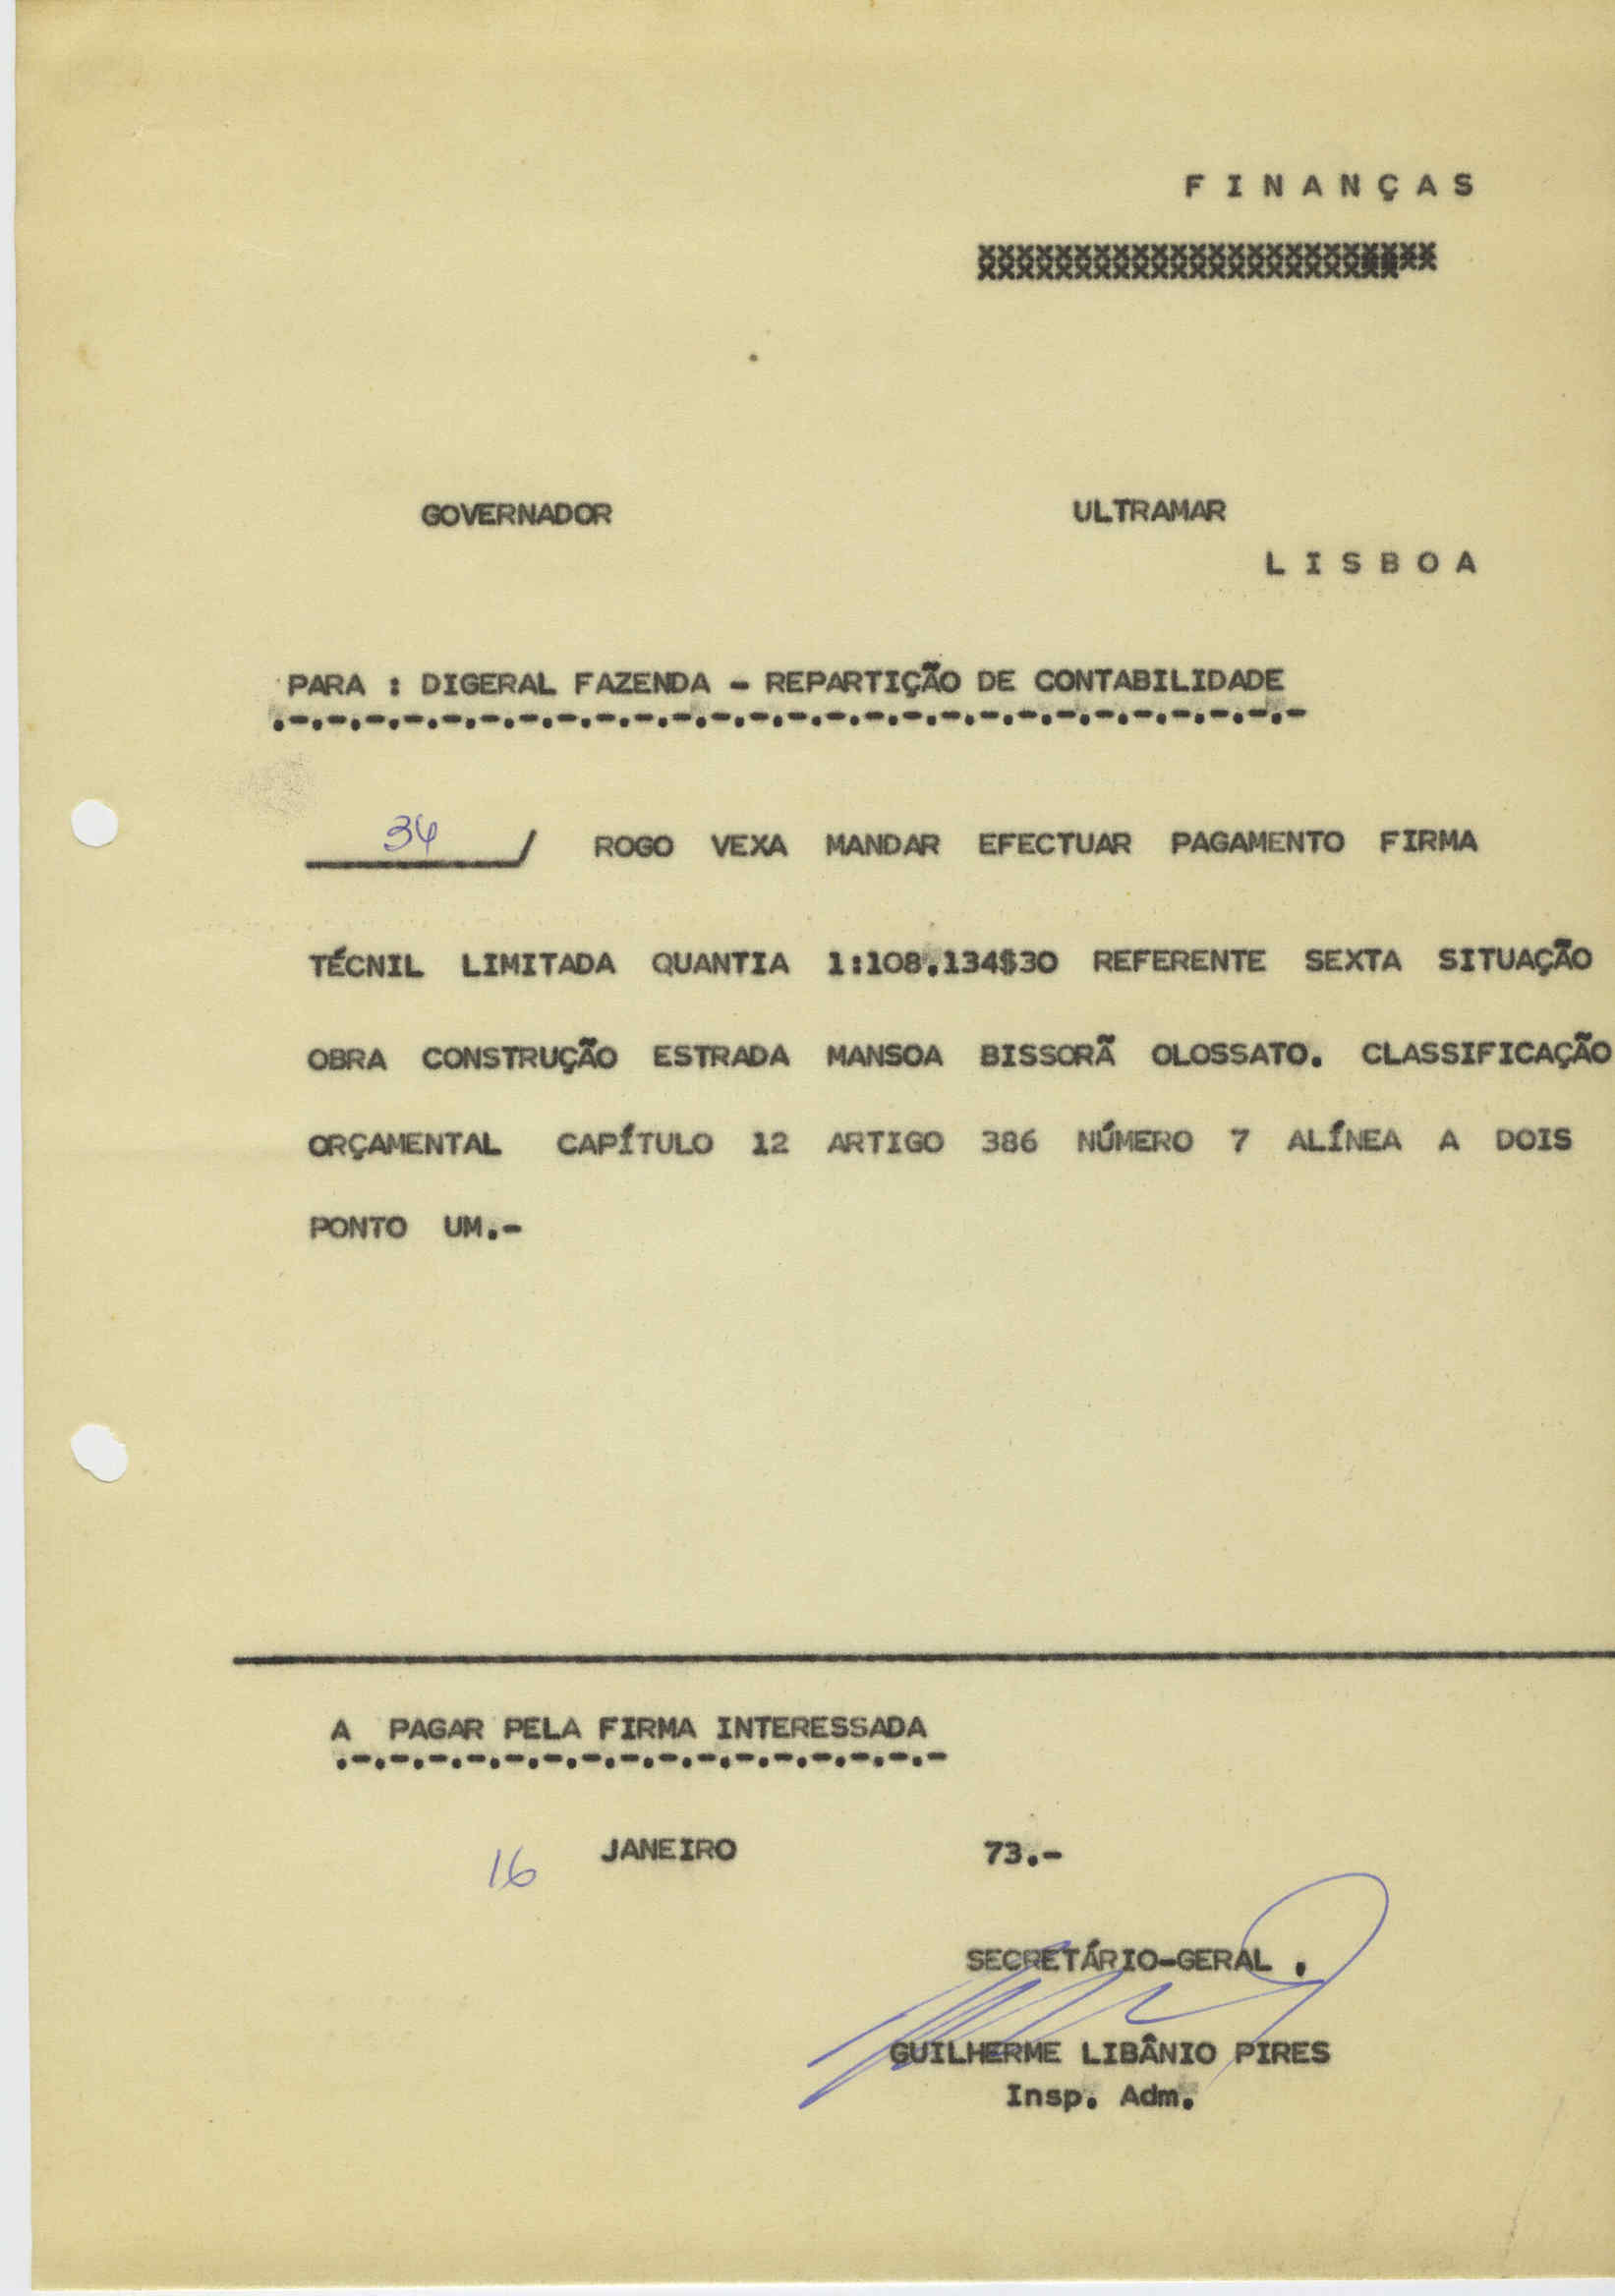 F I N A N Ç A S
GOVERNADOR ULTRAMAR
L I S B O A
PARA : DIGERAL FAZENDA - REPARTIÇÃO DE CONTABILIDADE
34 / ROGO VEXA MANDAR EFECTUAR PAGAMENTO FIRMA
TÉCNIL LIMITADA QUANTIA 1:108.134$30 REFERENTE SEXTA SITUAÇÃO
OBRA CONSTRUÇÃO ESTRADA MANSOA BISSORÃ OLOSSATO. CLASSIFICAÇÃO
ORÇAMENTAL CAPÍTULO 12 ARTIGO 386 NÚMERO 7 ALÍNEA A DOIS
PONTO UM.-
A PAGAR PELA FIRMA INTERESSADA
16 JANEIRO 73.-
SECRETÁRIO-GERAL .
GUILHERME LIBÂNIO PIRES
Insp. Adm.